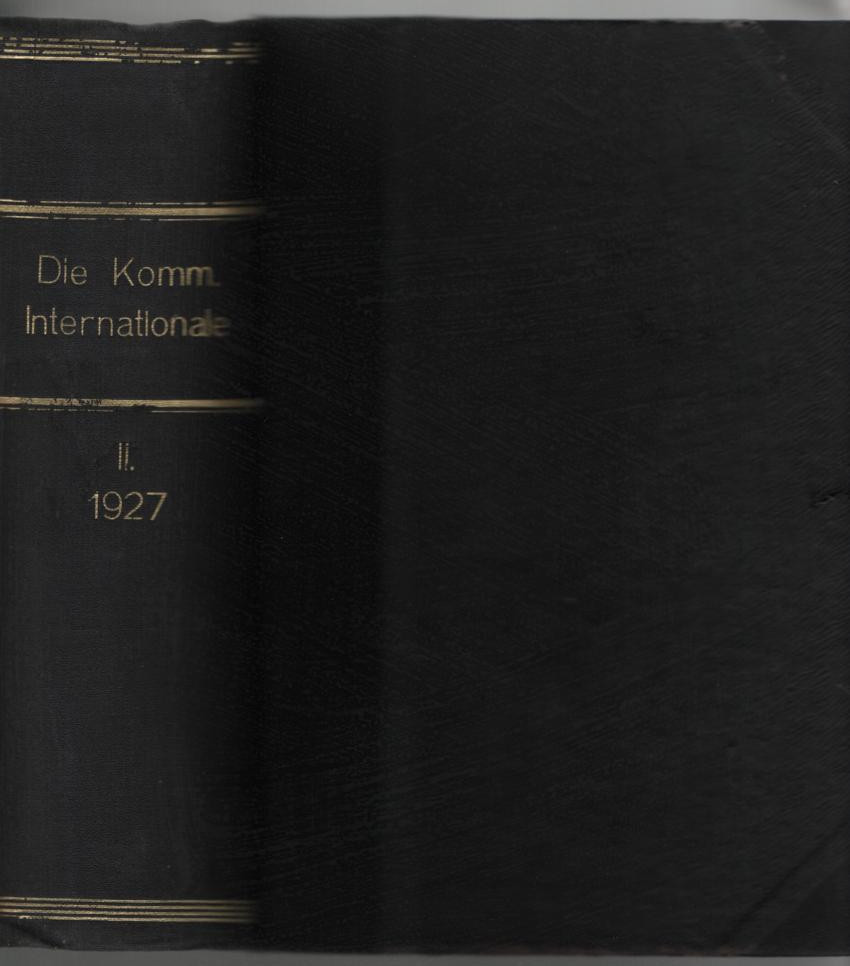 Die Komm.
Internationale
II.
1927